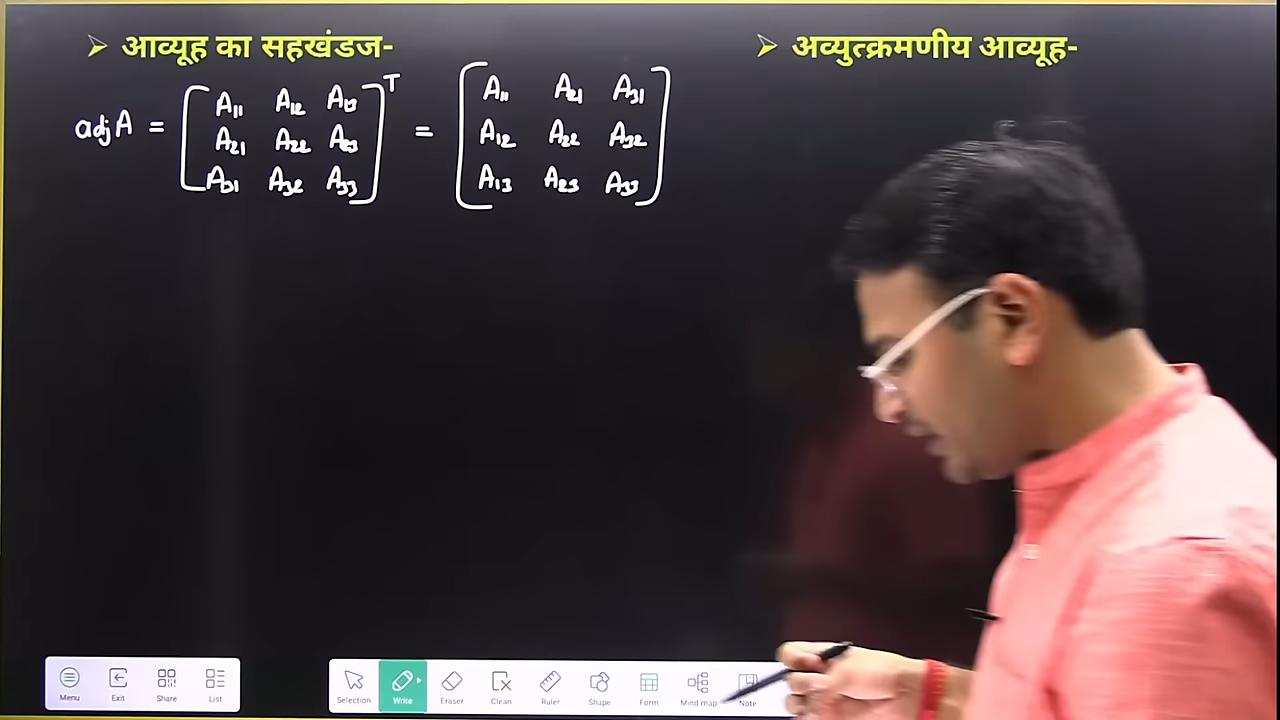 ➤ आव्यूह का सहखंडज-
adj A = [ A₁₁ A₁₂ A₁₃ ]ᵀ = [ A₁₁ A₂₁ A₃₁ ]
A₂₁ A₂₂ A₂₃ A₁₂ A₂₂ A₃₂
A₃₁ A₃₂ A₃₃ A₁₃ A₂₃ A₃₃
➤ अव्युत्क्रमणीय आव्यूह-
Menu Exit Share List
Selection Write Eraser Clean Ruler Shape Form Mind map Note